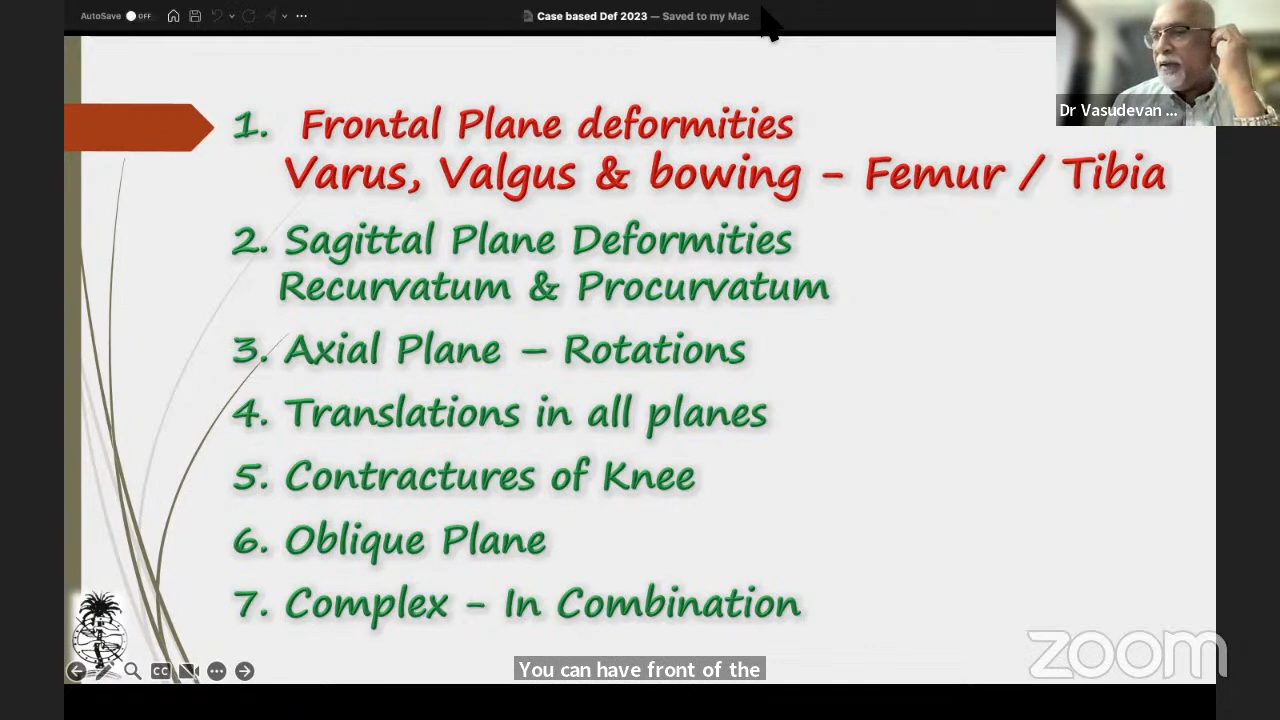 AutoSave OFF
Case based Def 2023 — Saved to my Mac
Dr Vasudevan ...
1. Frontal Plane deformities
Varus, Valgus & bowing - Femur / Tibia
2. Sagittal Plane Deformities
Recurvatum & Procurvatum
3. Axial Plane – Rotations
4. Translations in all planes
5. Contractures of Knee
6. Oblique Plane
7. Complex - In Combination
zoom
CC
You can have front of the